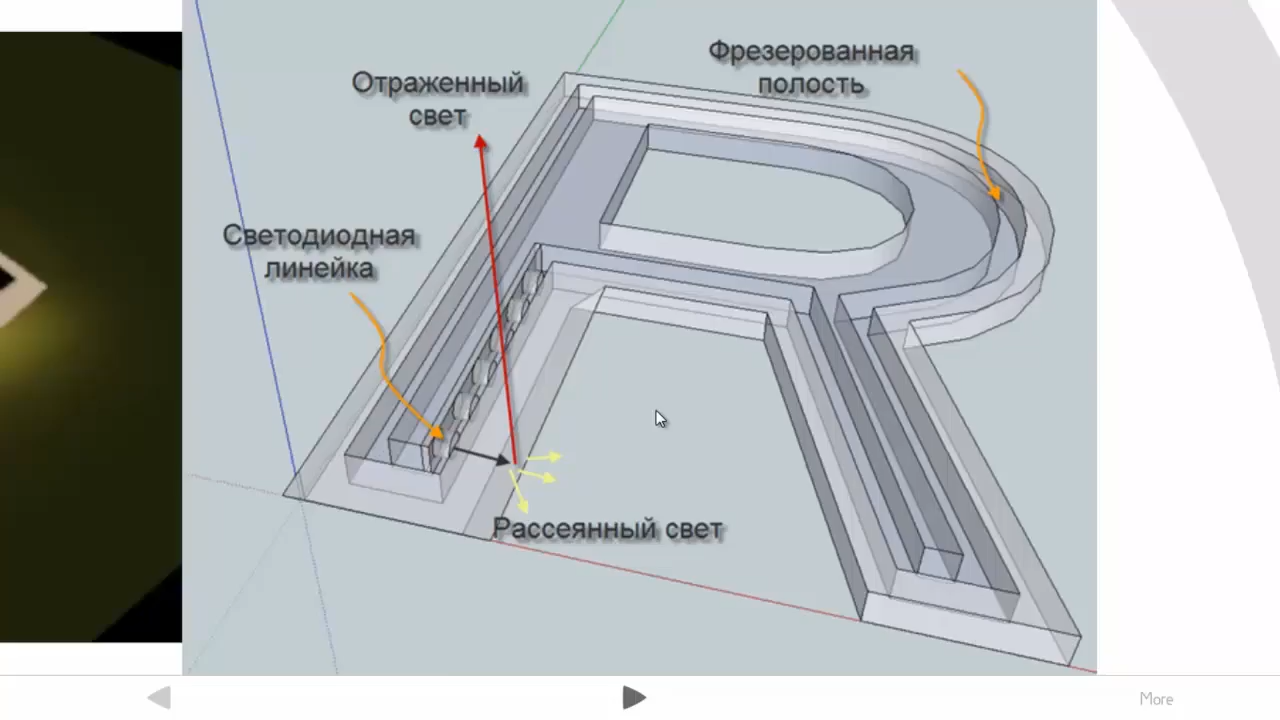 Фрезерованная
полость
Отраженный
свет
Светодиодная
линейка
Рассеянный свет
More